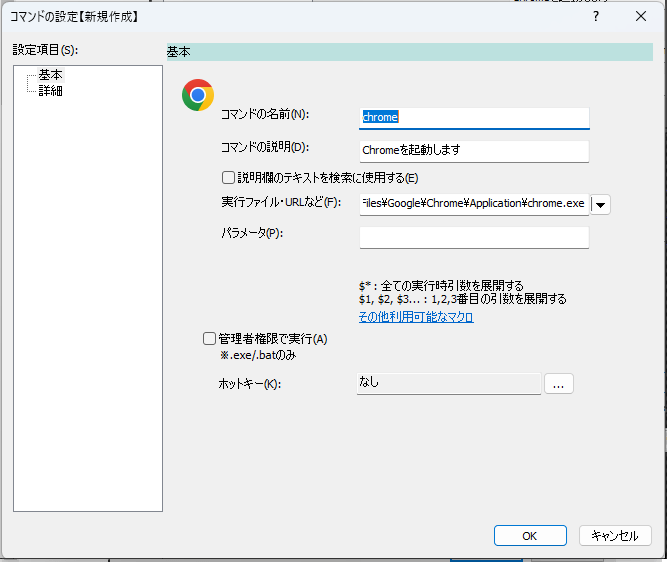 コマンドの設定【新規作成】
設定項目(S):
基本
詳細
基本
コマンドの名前(N):
chrome
コマンドの説明(D):
Chromeを起動します
説明欄のテキストを検索に使用する(E)
実行ファイル・URLなど(F):
Files¥Google¥Chrome¥Application¥chrome.exe
パラメータ(P):
$* : 全ての実行時引数を展開する
$1, $2, $3... : 1,2,3番目の引数を展開する
その他利用可能なマクロ
管理者権限で実行(A)
※.exe/.batのみ
ホットキー(K):
なし
...
OK
キャンセル